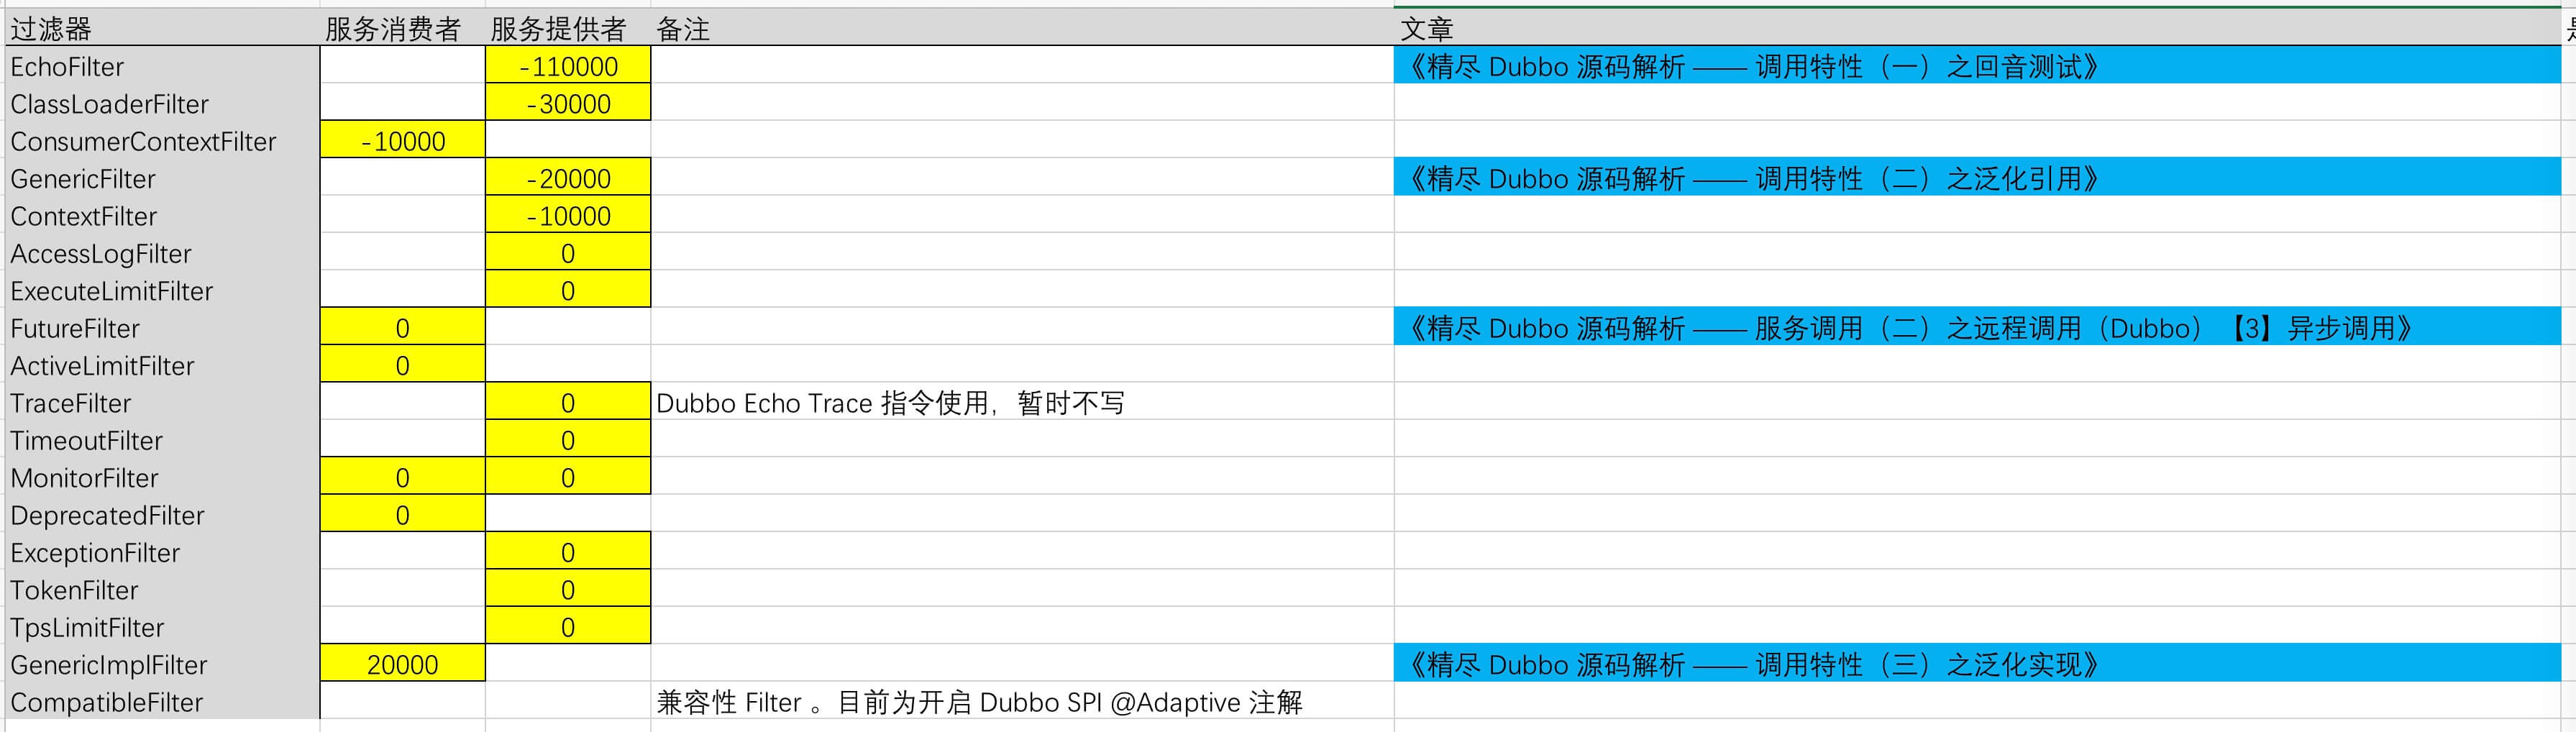 过滤器 服务消费者 服务提供者 备注 文章
EchoFilter -110000 《精尽 Dubbo 源码解析 —— 调用特性（一）之回音测试》
ClassLoaderFilter -30000
ConsumerContextFilter -10000
GenericFilter -20000 《精尽 Dubbo 源码解析 —— 调用特性（二）之泛化引用》
ContextFilter -10000
AccessLogFilter 0
ExecuteLimitFilter 0
FutureFilter 0 《精尽 Dubbo 源码解析 —— 服务调用（二）之远程调用（Dubbo）【3】异步调用》
ActiveLimitFilter 0
TraceFilter 0 Dubbo Echo Trace 指令使用，暂时不写
TimeoutFilter 0
MonitorFilter 0 0
DeprecatedFilter 0
ExceptionFilter 0
TokenFilter 0
TpsLimitFilter 0
GenericImplFilter 20000 《精尽 Dubbo 源码解析 —— 调用特性（三）之泛化实现》
CompatibleFilter 兼容性 Filter 。目前为开启 Dubbo SPI @Adaptive 注解